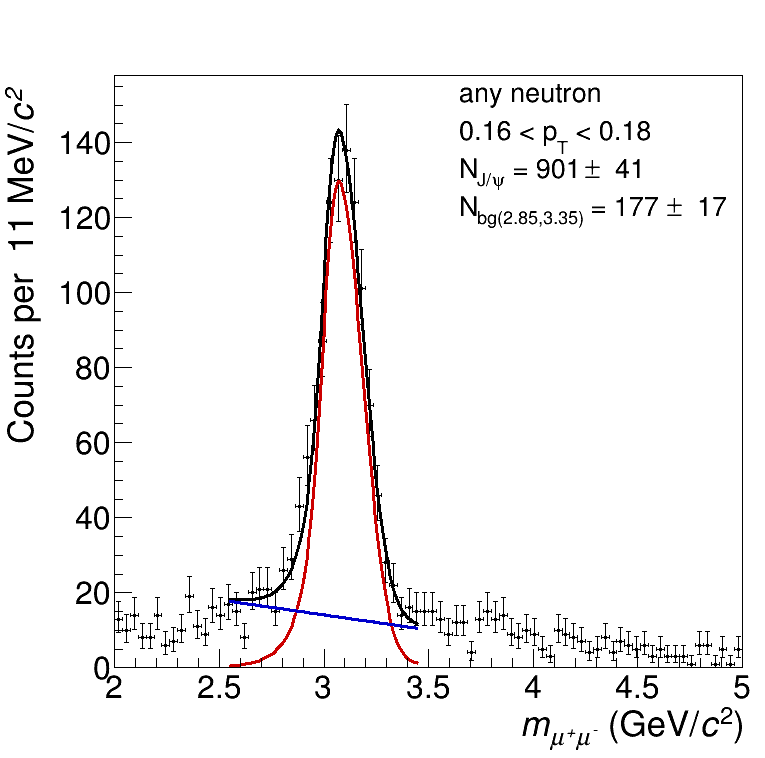 any neutron
0.16 < p_T < 0.18
N_J/ψ = 901 ± 41
N_bg(2.85,3.35) = 177 ± 17
Counts per 11 MeV/c²
140
120
100
80
60
40
20
0
2 2.5 3 3.5 4 4.5 5
m_μ⁺μ⁻ (GeV/c²)